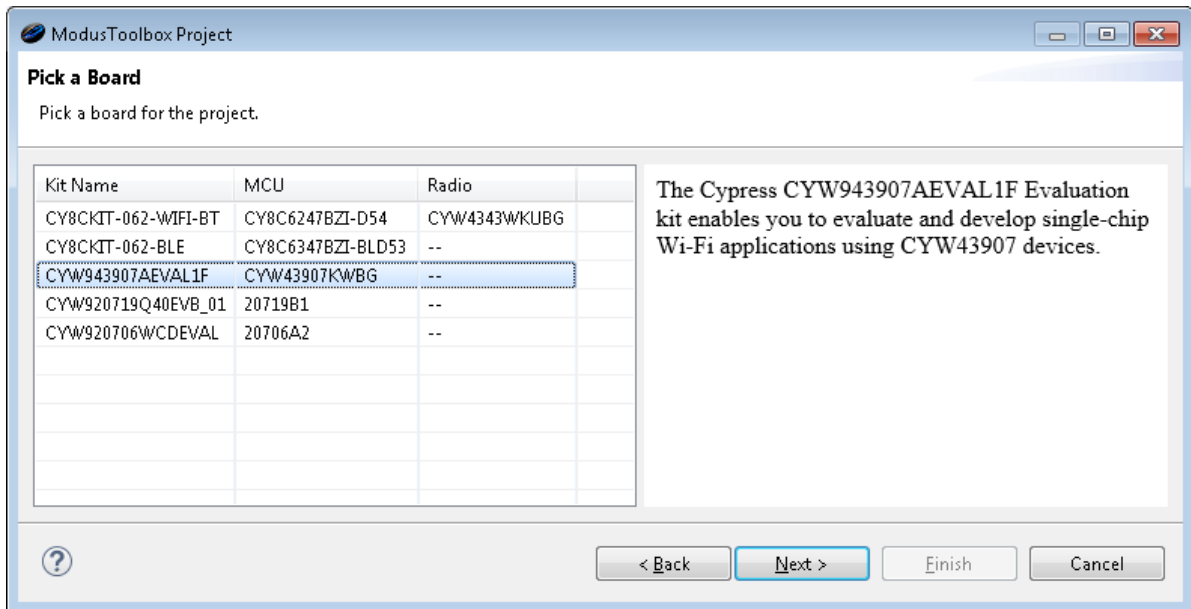 ModusToolbox Project
Pick a Board
Pick a board for the project.
Kit Name MCU Radio
CY8CKIT-062-WIFI-BT CY8C6247BZI-D54 CYW4343WKUBG
CY8CKIT-062-BLE CY8C6347BZI-BLD53 --
CYW943907AEVAL1F CYW43907KWBG --
CYW920719Q40EVB_01 20719B1 --
CYW920706WCDEVAL 20706A2 --
The Cypress CYW943907AEVAL1F Evaluation
kit enables you to evaluate and develop single-chip
Wi-Fi applications using CYW43907 devices.
? < Back Next > Finish Cancel